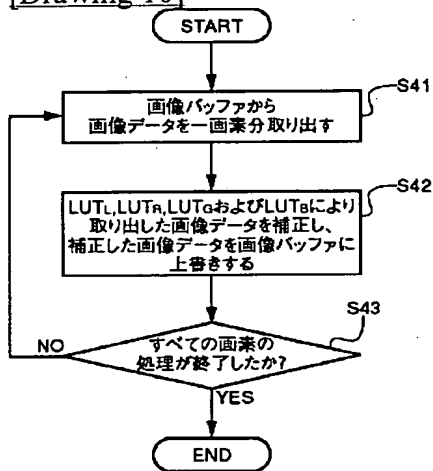 START
S41
画像バッファから
画像データを一画素分取り出す
S42
LUTL,LUTR,LUTGおよびLUTBにより
取り出した画像データを補正し、
補正した画像データを画像バッファに
上書きする
S43
すべての画素の
処理が終了したか?
NO
YES
END